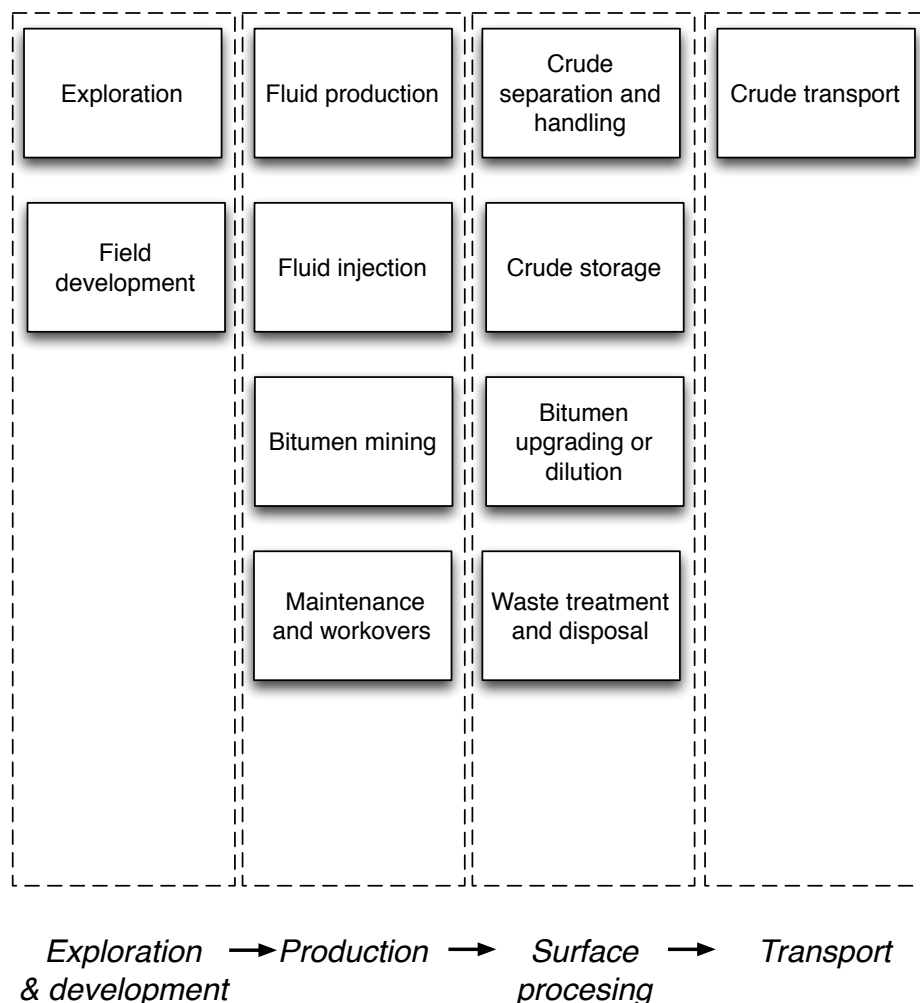 Exploration
Field
development
Fluid production
Fluid injection
Bitumen mining
Maintenance
and workovers
Crude
separation and
handling
Crude storage
Bitumen
upgrading or
dilution
Waste treatment
and disposal
Crude transport
Exploration
& development
Production
Surface
procesing
Transport